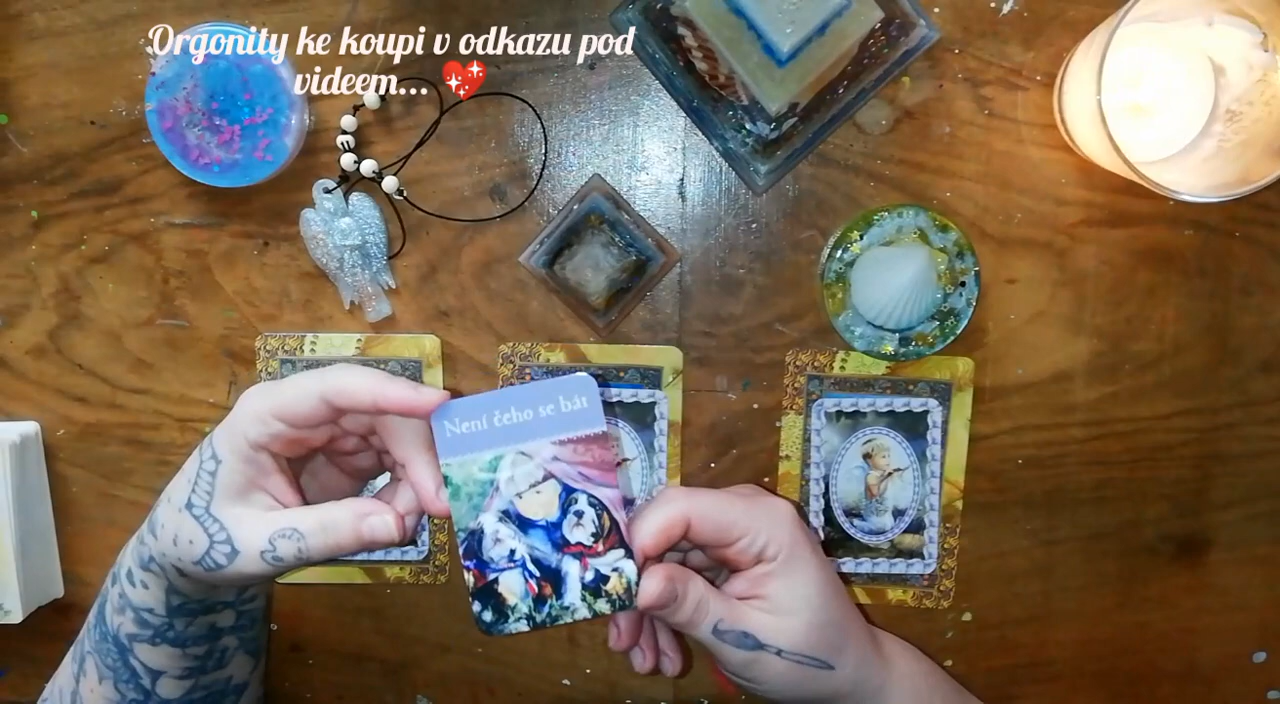 Orgonity ke koupi v odkazu pod
videem... 💖
Není čeho se bát